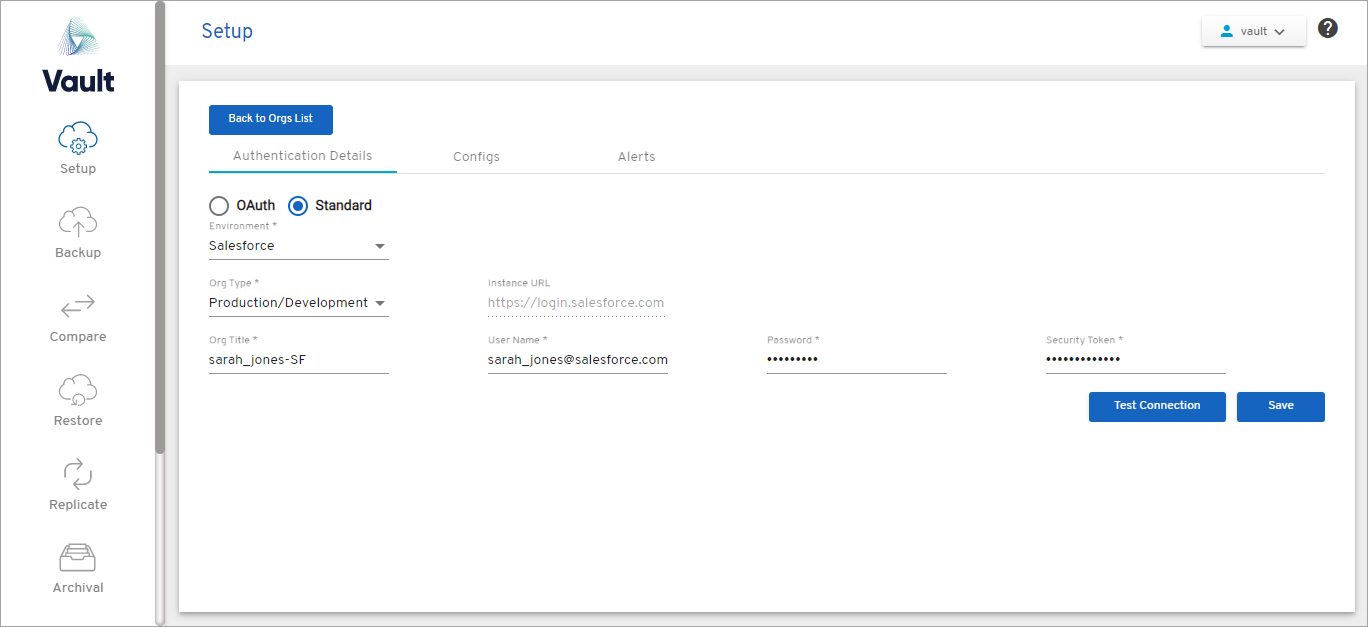 Vault
Setup
Backup
Compare
Restore
Replicate
Archival
Setup
vault
?
Back to Orgs List
Authentication Details Configs Alerts
OAuth Standard
Environment *
Salesforce
Org Type * Instance URL
Production/Development https://login.salesforce.com
Org Title * User Name * Password * Security Token *
sarah_jones-SF sarah_jones@salesforce.com ••••••••• •••••••••••••
Test Connection Save